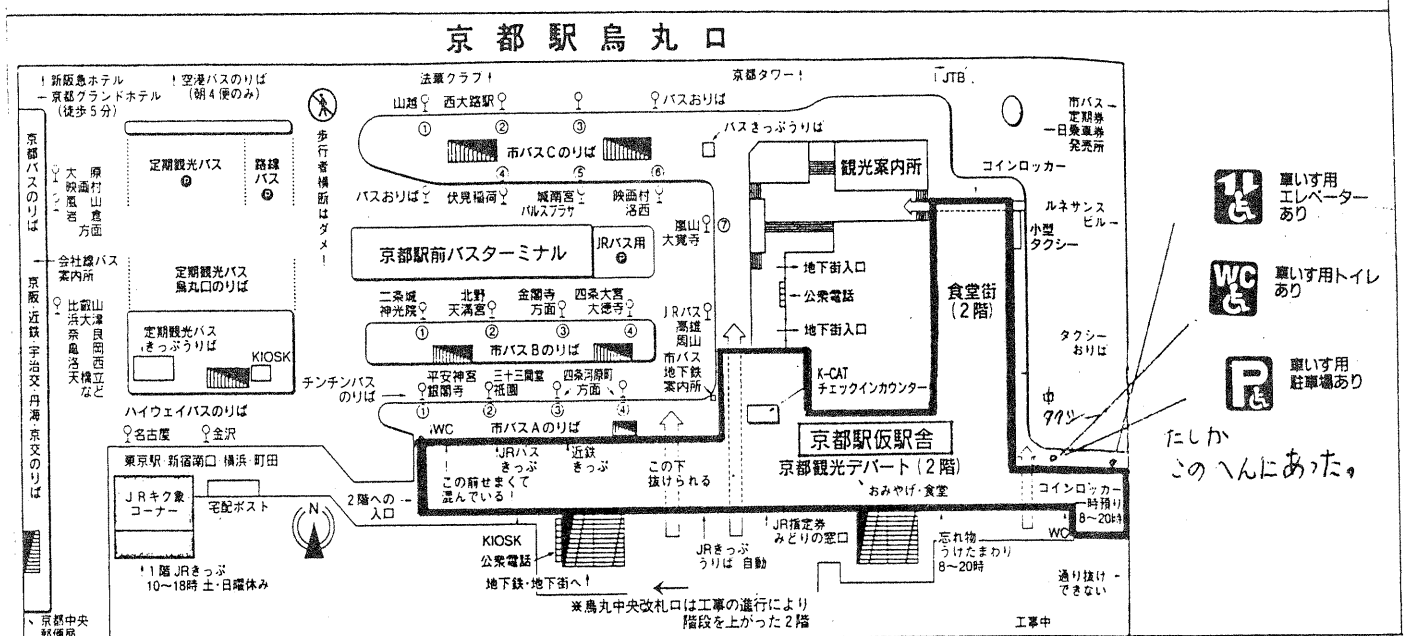 京都駅烏丸口
↑新阪急ホテル
←京都グランドホテル
(徒歩5分)
↑空港バスのりば
(朝4便のみ)
法華クラブ↑
京都タワー↑
↑JTB
京都バスのりば
大原
映画村
嵐山
岩倉
方面
会社線バス
案内所
京阪・近鉄・宇治交・丹海・京交のりば
比叡山
浜大津
奈良
亀岡
洛西
天橋立
など
京都中央
郵便局
定期観光バス
P
路線
バス
P
歩行者横断はダメ!
定期観光バス
烏丸口のりば
定期観光バス
きっぷうりば
KIOSK
ハイウェイバスのりば
名古屋
金沢
東京駅・新宿南口・横浜・町田
JRキク象
コーナー
宅配ポスト
↑1階 JRきっぷ
10〜18時 土・日曜休み
N
山越
西大路駅
バスおりば
①
②
③
市バスCのりば
④
⑤
⑥
バスおりば
伏見稲荷
城南宮
パルスプラザ
映画村
洛西
バスきっぷうりば
嵐山
大覚寺
⑦
京都駅前バスターミナル
JRバス用
P
二条城
神光院
北野
天満宮
金閣寺
方面
四条大宮
大徳寺
①
②
③
④
市バスBのりば
JRバス
高雄
周山
市バス
地下鉄
案内所
チンチンバス
のりば
平安神宮
銀閣寺
三十三間堂
祇園
四条河原町
方面
①
②
③
④
市バスAのりば
WC
JRバス
きっぷ
近鉄
きっぷ
この前せまくて
混んでいる!
この下
抜けられる
2階への
入口
観光案内所
地下街入口
公衆電話
地下街入口
K-CAT
チェックインカウンター
食堂街
(2階)
京都駅仮駅舎
京都観光デパート(2階)
おみやげ・食堂
市バス
定期券
一日乗車券
発売所
コインロッカー
ルネサンス
ビル
小型
タクシー
タクシー
おりば
中
タクシ
コインロッカー
一時預り
8〜20時
WC
KIOSK
公衆電話
地下鉄・地下街へ↑
JRきっぷ
うりば 自動
JR指定券
みどりの窓口
忘れ物
うけたまわり
8〜20時
通り抜け
できない
工事中
←
※烏丸中央改札口は工事の進行により
階段を上がった2階
車いす用
エレベーター
あり
WC
車いす用トイレ
あり
P
車いす用
駐車場あり
たしか
このへんにあった。